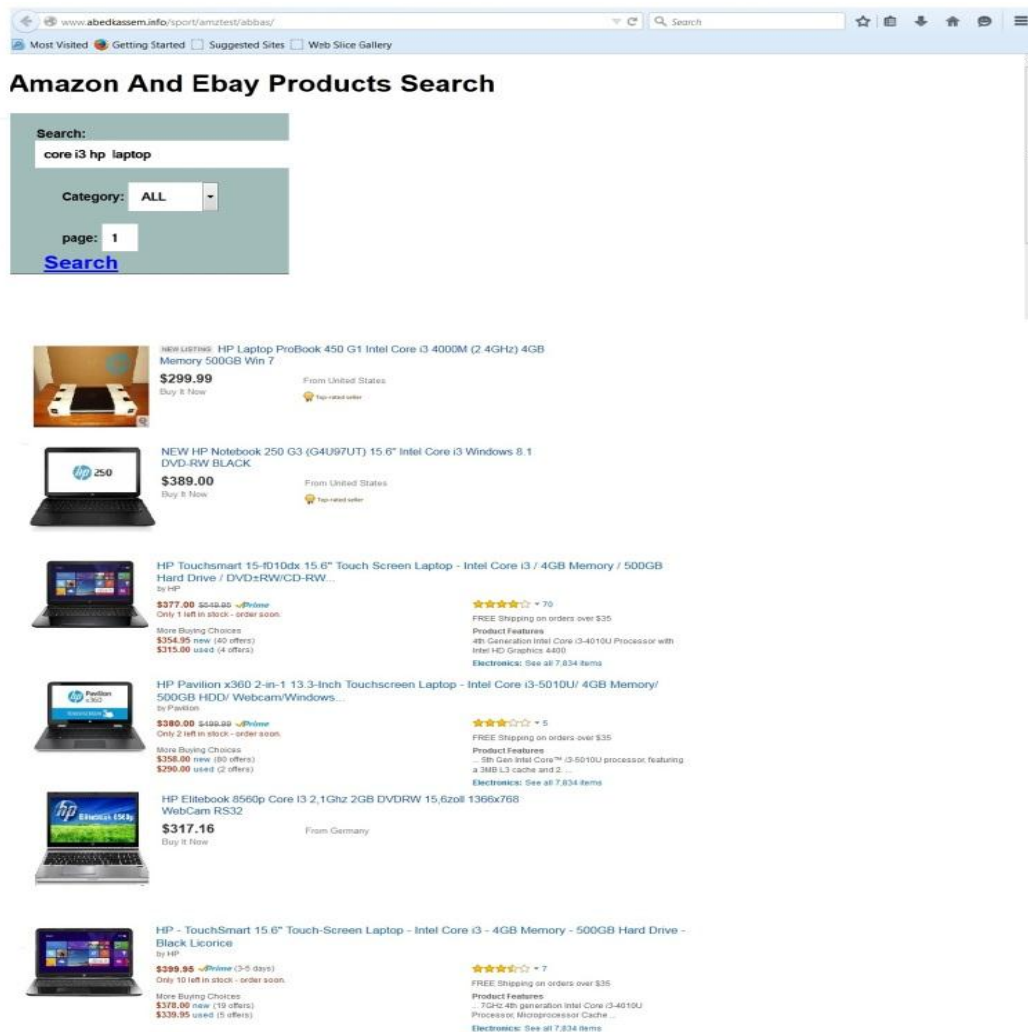 www.abedkassem.info/sport/amztest/abbas/
Search
Most Visited Getting Started Suggested Sites Web Slice Gallery
Amazon And Ebay Products Search
Search:
core i3 hp laptop
Category: ALL
page: 1
Search
NEW LISTING HP Laptop ProBook 450 G1 Intel Core i3 4000M (2.4GHz) 4GB
Memory 500GB Win 7
$299.99 From United States
Buy It Now Top-rated seller
hp 250
NEW HP Notebook 250 G3 (G4U97UT) 15.6" Intel Core i3 Windows 8.1
DVD-RW BLACK
$389.00 From United States
Buy It Now Top-rated seller
HP Touchsmart 15-f010dx 15.6" Touch Screen Laptop - Intel Core i3 / 4GB Memory / 500GB
Hard Drive / DVD±RW/CD-RW...
by HP
$377.00 $549.95 Prime
Only 1 left in stock - order soon.
More Buying Choices
$354.95 new (40 offers)
$315.00 used (4 offers)
70
FREE Shipping on orders over $35
Product Features
4th Generation Intel Core i3-4010U Processor with
Intel HD Graphics 4400
Electronics: See all 7,834 items
hp Pavilion
x360
HP Pavilion x360 2-in-1 13.3-Inch Touchscreen Laptop - Intel Core i3-5010U/ 4GB Memory/
500GB HDD/ Webcam/Windows...
by Pavilion
$380.00 $499.99 Prime
Only 2 left in stock - order soon.
More Buying Choices
$358.00 new (80 offers)
$290.00 used (2 offers)
5
FREE Shipping on orders over $35
Product Features
... 5th Gen Intel Core™ i3-5010U processor, featuring
a 3MB L3 cache and 2. ...
Electronics: See all 7,834 items
hp EliteBook 8560p
HP Elitebook 8560p Core I3 2,1Ghz 2GB DVDRW 15,6zoll 1366x768
WebCam RS32
$317.16 From Germany
Buy It Now
HP - TouchSmart 15.6" Touch-Screen Laptop - Intel Core i3 - 4GB Memory - 500GB Hard Drive -
Black Licorice
by HP
$399.95 Prime (3-5 days)
Only 10 left in stock - order soon.
More Buying Choices
$378.00 new (19 offers)
$339.95 used (5 offers)
7
FREE Shipping on orders over $35
Product Features
... 7GHz 4th generation Intel Core i3-4010U
Processor, Microprocessor Cache ...
Electronics: See all 7,834 items